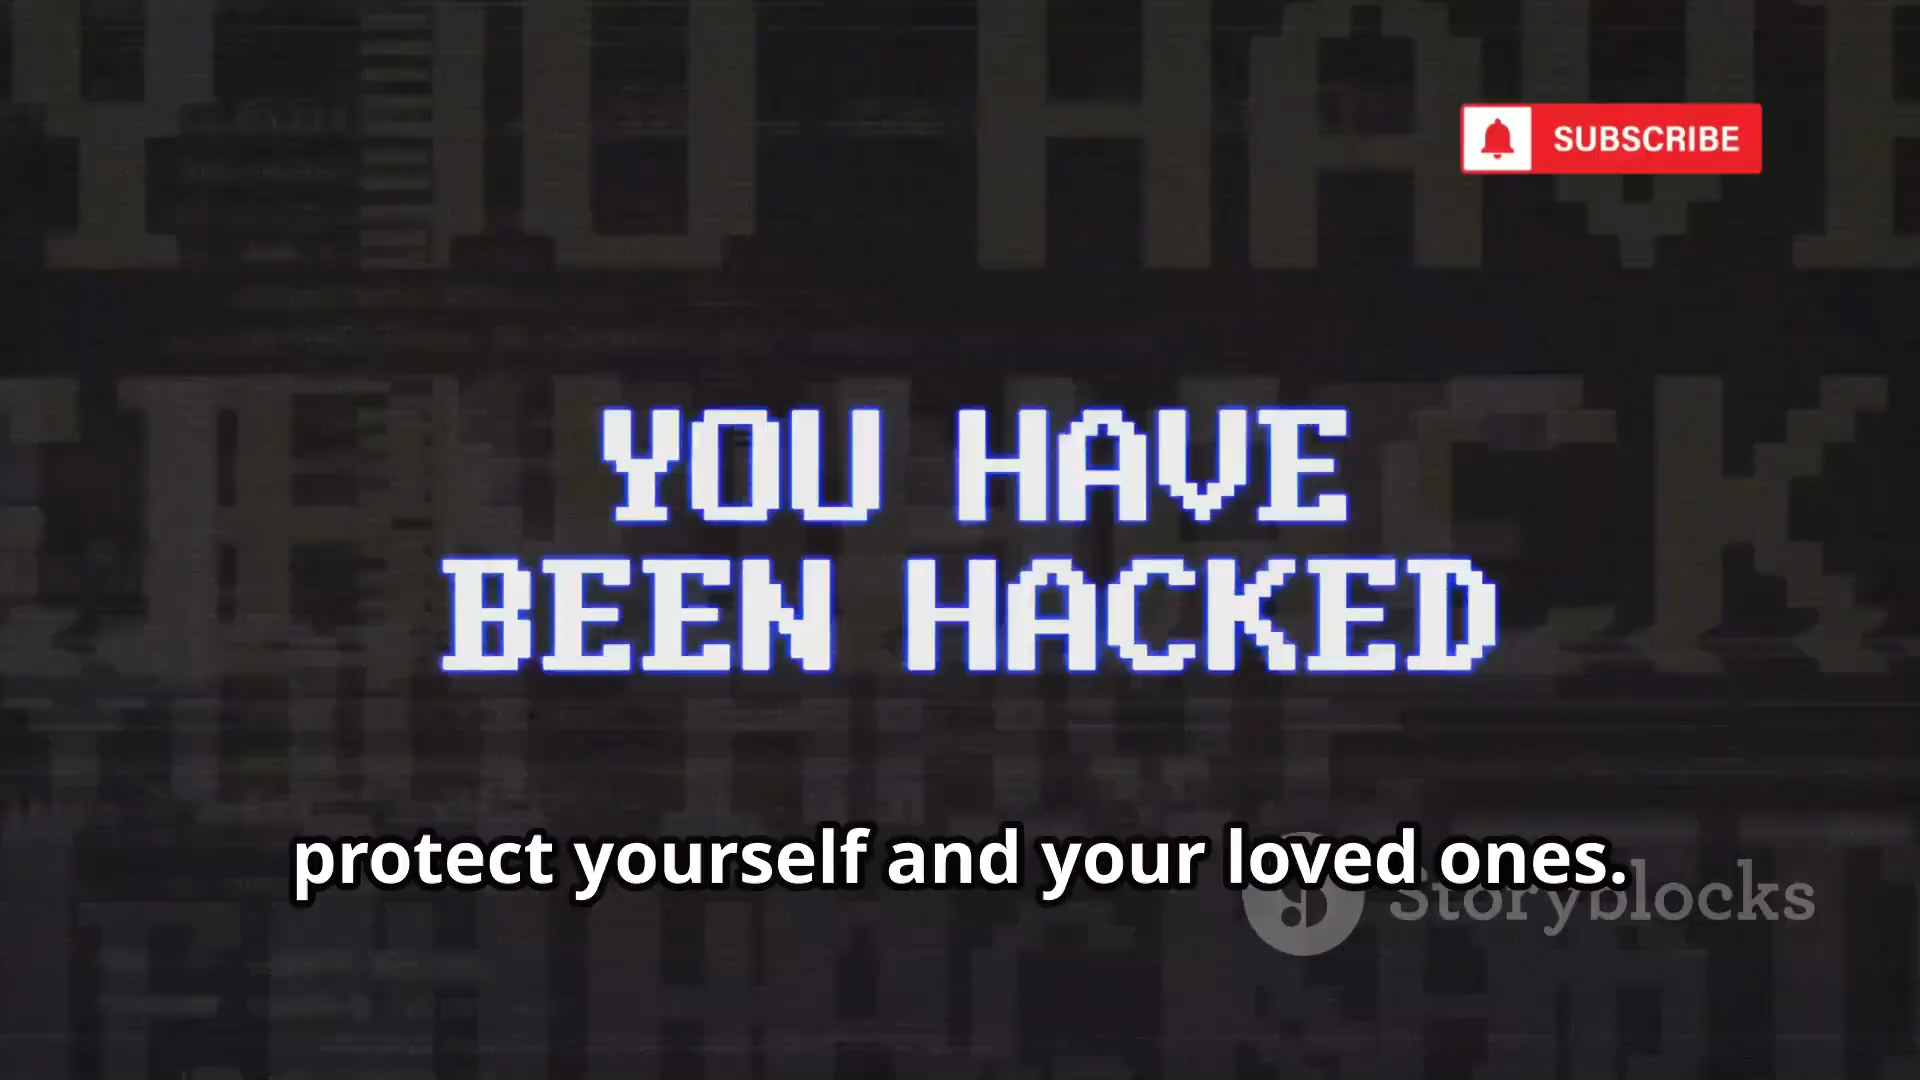 SUBSCRIBE
YOU HAVE
BEEN HACKED
protect yourself and your loved ones.
Storyblocks